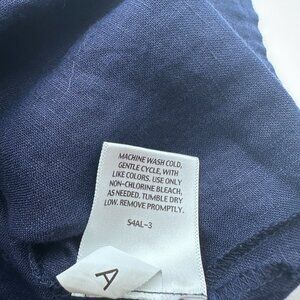 MACHINE WASH COLD,
GENTLE CYCLE, WITH
LIKE COLORS. USE ONLY
NON-CHLORINE BLEACH,
AS NEEDED. TUMBLE DRY
LOW. REMOVE PROMPTLY.
S4AL-3
A